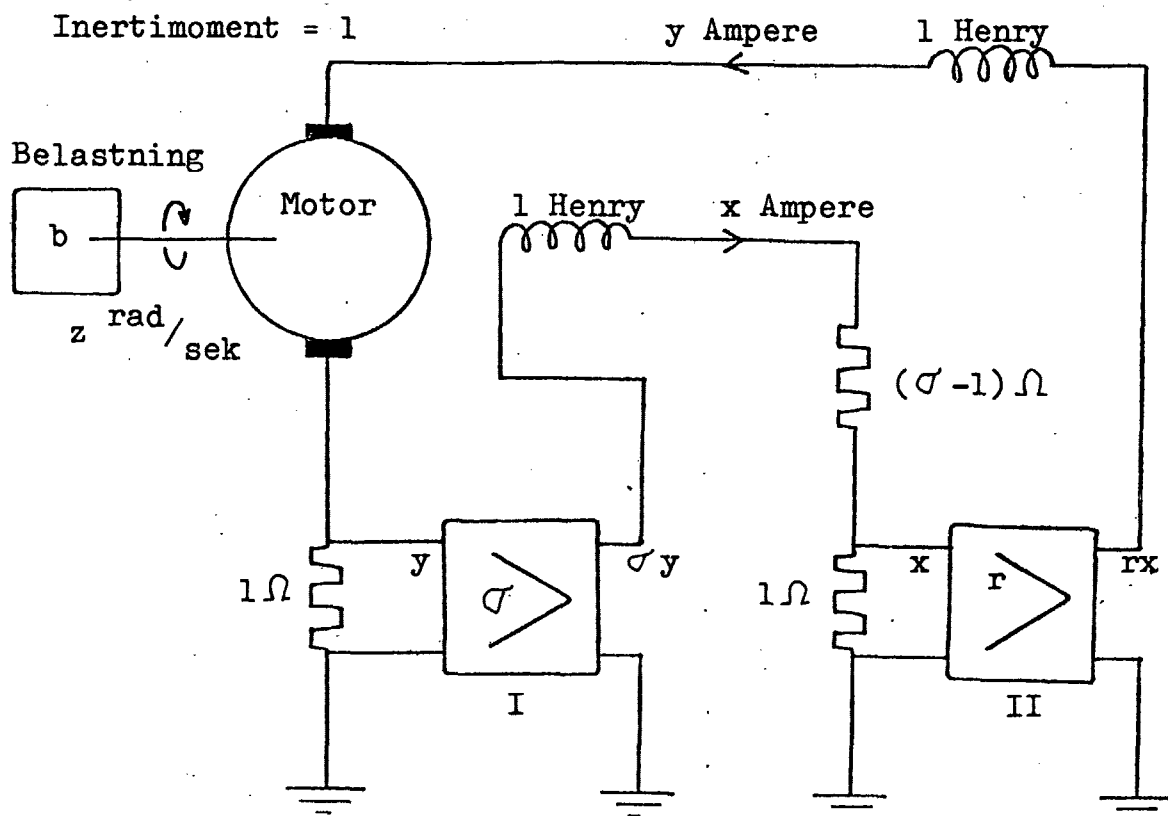 Inertimoment = 1
y Ampere
1 Henry
Belastning
b
Motor
z rad/sek
1 Henry
x Ampere
(σ-1)Ω
1Ω
y
σ
σy
I
1Ω
x
r
rx
II